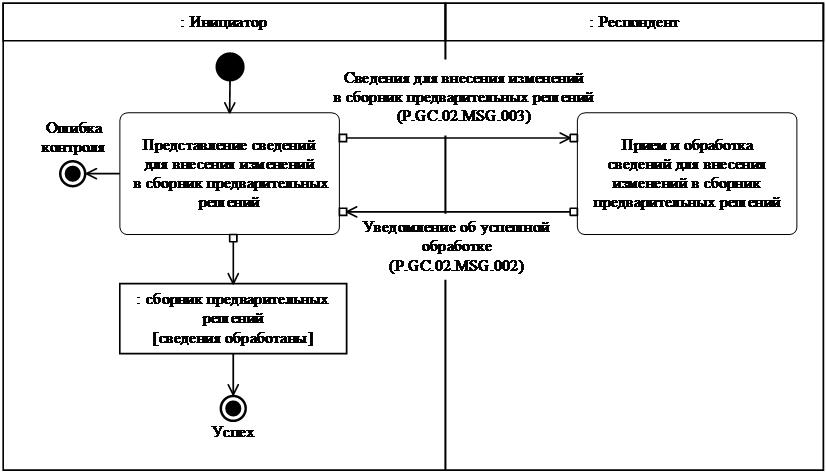 : Инициатор
: Респондент
Сведения для внесения изменений
в сборник предварительных решений
(P.GC.02.MSG.003)
Ошибка
контроля
Представление сведений
для внесения изменений
в сборник предварительных
решений
Прием и обработка
сведений для внесения
изменений в сборник
предварительных решений
Уведомление об успешной
обработке
(P.GC.02.MSG.002)
: сборник предварительных
решений
[сведения обработаны]
Успех